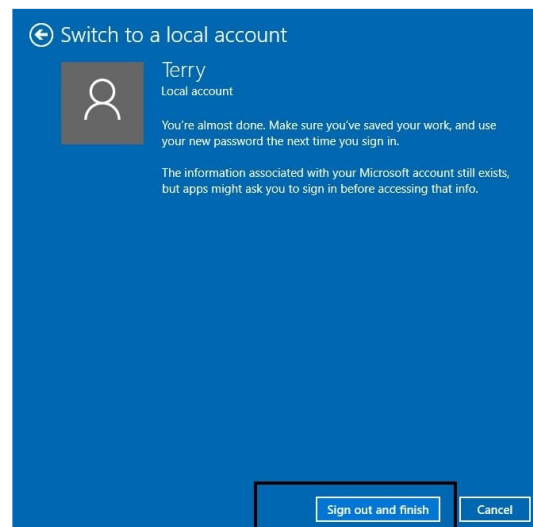 Switch to a local account
Terry
Local account
You're almost done. Make sure you've saved your work, and use
your new password the next time you sign in.
The information associated with your Microsoft account still exists,
but apps might ask you to sign in before accessing that info.
Sign out and finish
Cancel